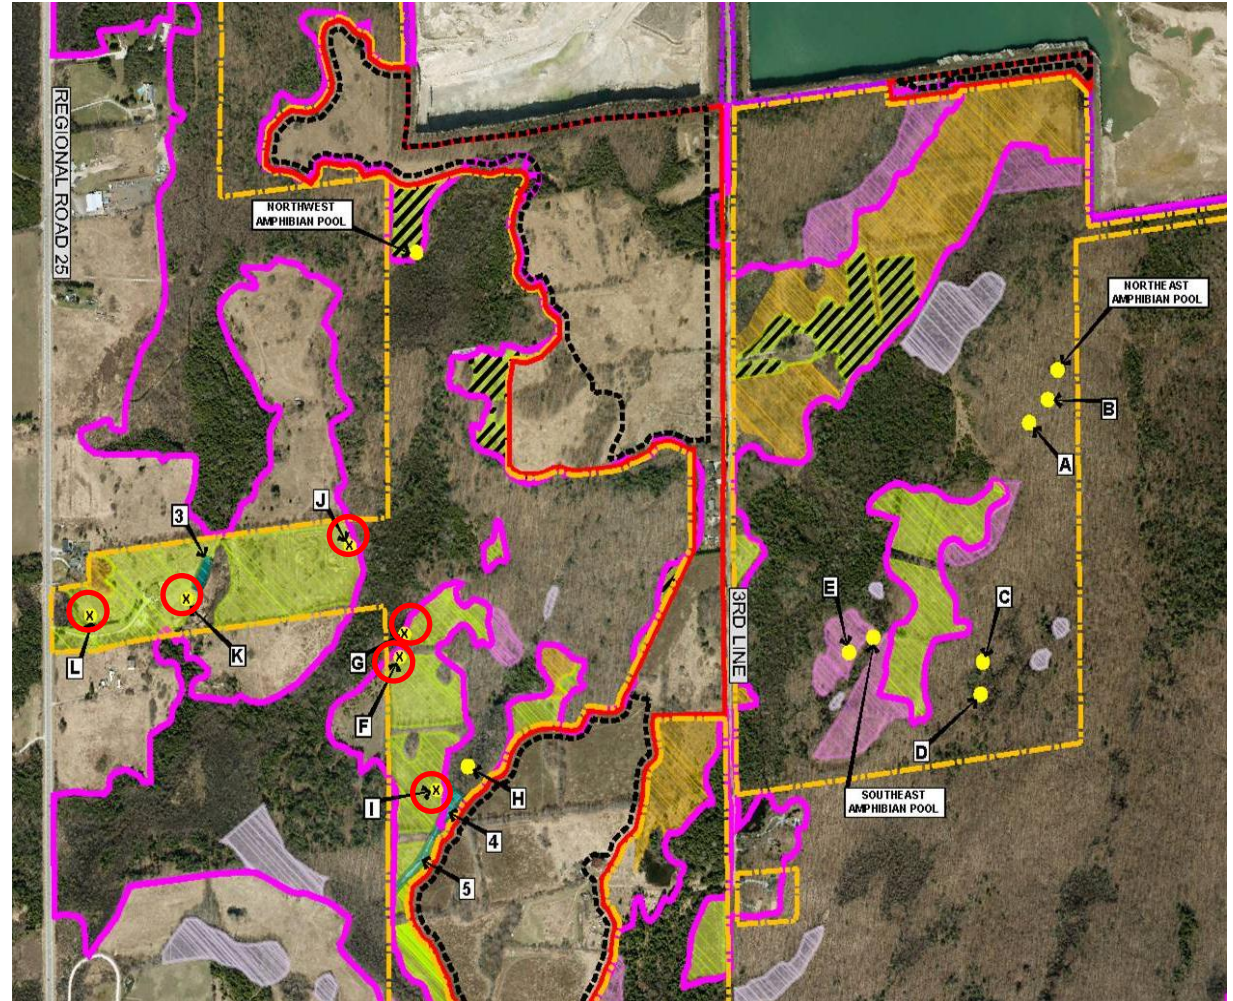 REGIONAL ROAD 25
NORTHWEST
AMPHIBIAN POOL
NORTHEAST
AMPHIBIAN POOL
B
A
J
3
x
x
x
L
K
G
x
x
F
I
x
H
4
5
3RD LINE
E
C
D
SOUTHEAST
AMPHIBIAN POOL